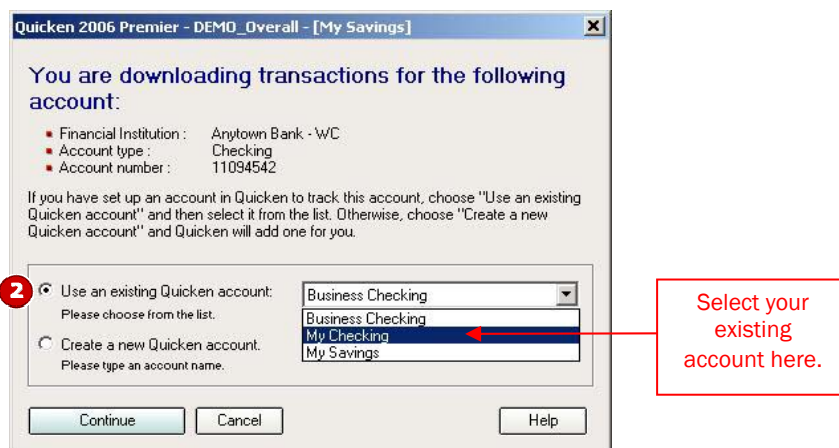 Quicken 2006 Premier - DEMO_Overall - [My Savings]
You are downloading transactions for the following
account:
Financial Institution : Anytown Bank - WC
Account type : Checking
Account number : 11094542
If you have set up an account in Quicken to track this account, choose "Use an existing
Quicken account" and then select it from the list. Otherwise, choose "Create a new
Quicken account" and Quicken will add one for you.
2 Use an existing Quicken account: Business Checking
Please choose from the list.
Business Checking
My Checking
My Savings
Create a new Quicken account.
Please type an account name.
Continue Cancel Help
Select your
existing
account here.